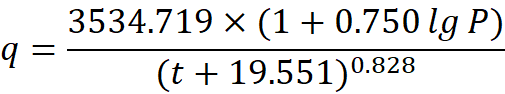 q = 3534.719 × (1 + 0.750 lg P) / (t + 19.551)^0.828